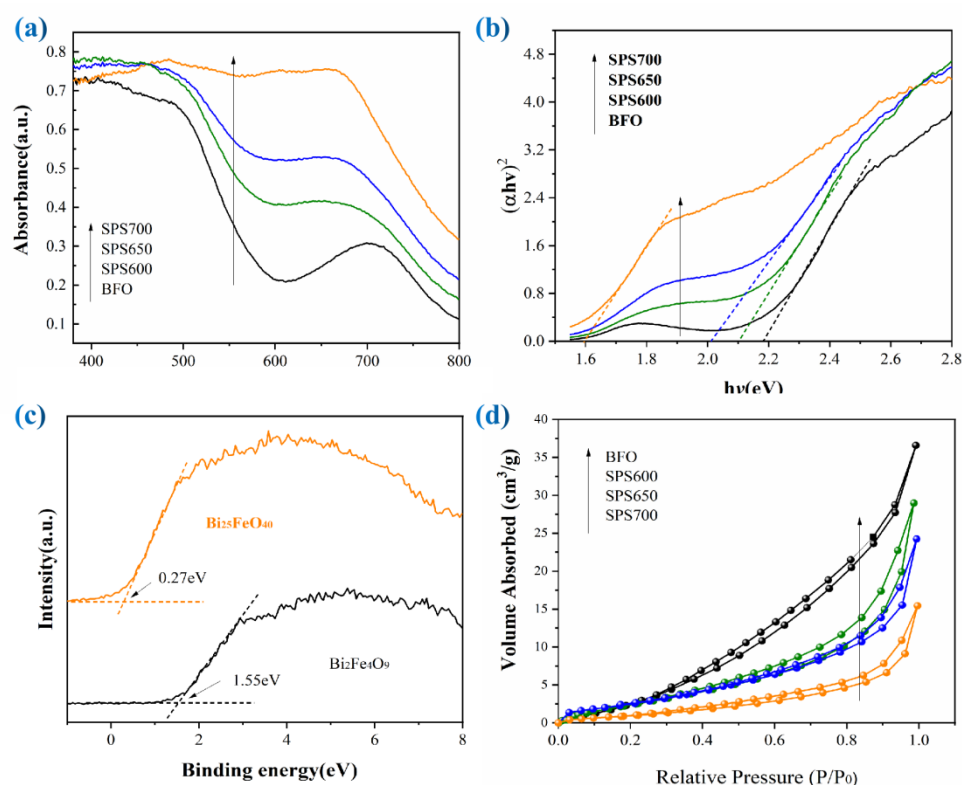 (a)
0.8
0.7
0.6
0.5
0.4
0.3
0.2
0.1
Absorbance(a.u.)
SPS700
SPS650
SPS600
BFO
400 500 600 700 800
(b)
4.8
3.6
2.4
1.2
0.0
(αhν)²
SPS700
SPS650
SPS600
BFO
1.6 1.8 2.0 2.2 2.4 2.6 2.8
hν(eV)
(c)
Intensity(a.u.)
Bi₂₅FeO₄₀
0.27eV
Bi₂Fe₄O₉
1.55eV
0 2 4 6 8
Binding energy(eV)
(d)
40
35
30
25
20
15
10
5
0
Volume Absorbed (cm³/g)
BFO
SPS600
SPS650
SPS700
0.0 0.2 0.4 0.6 0.8 1.0
Relative Pressure (P/P₀)